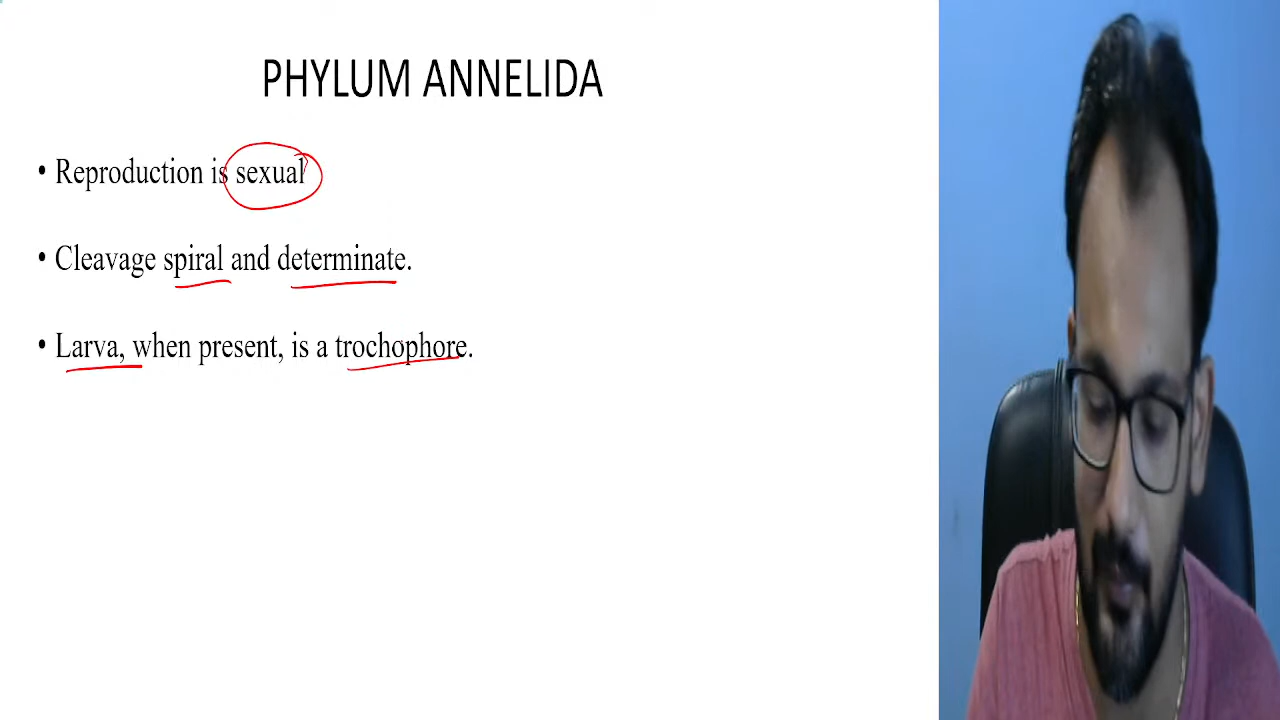 PHYLUM ANNELIDA
• Reproduction is sexual
• Cleavage spiral and determinate.
• Larva, when present, is a trochophore.